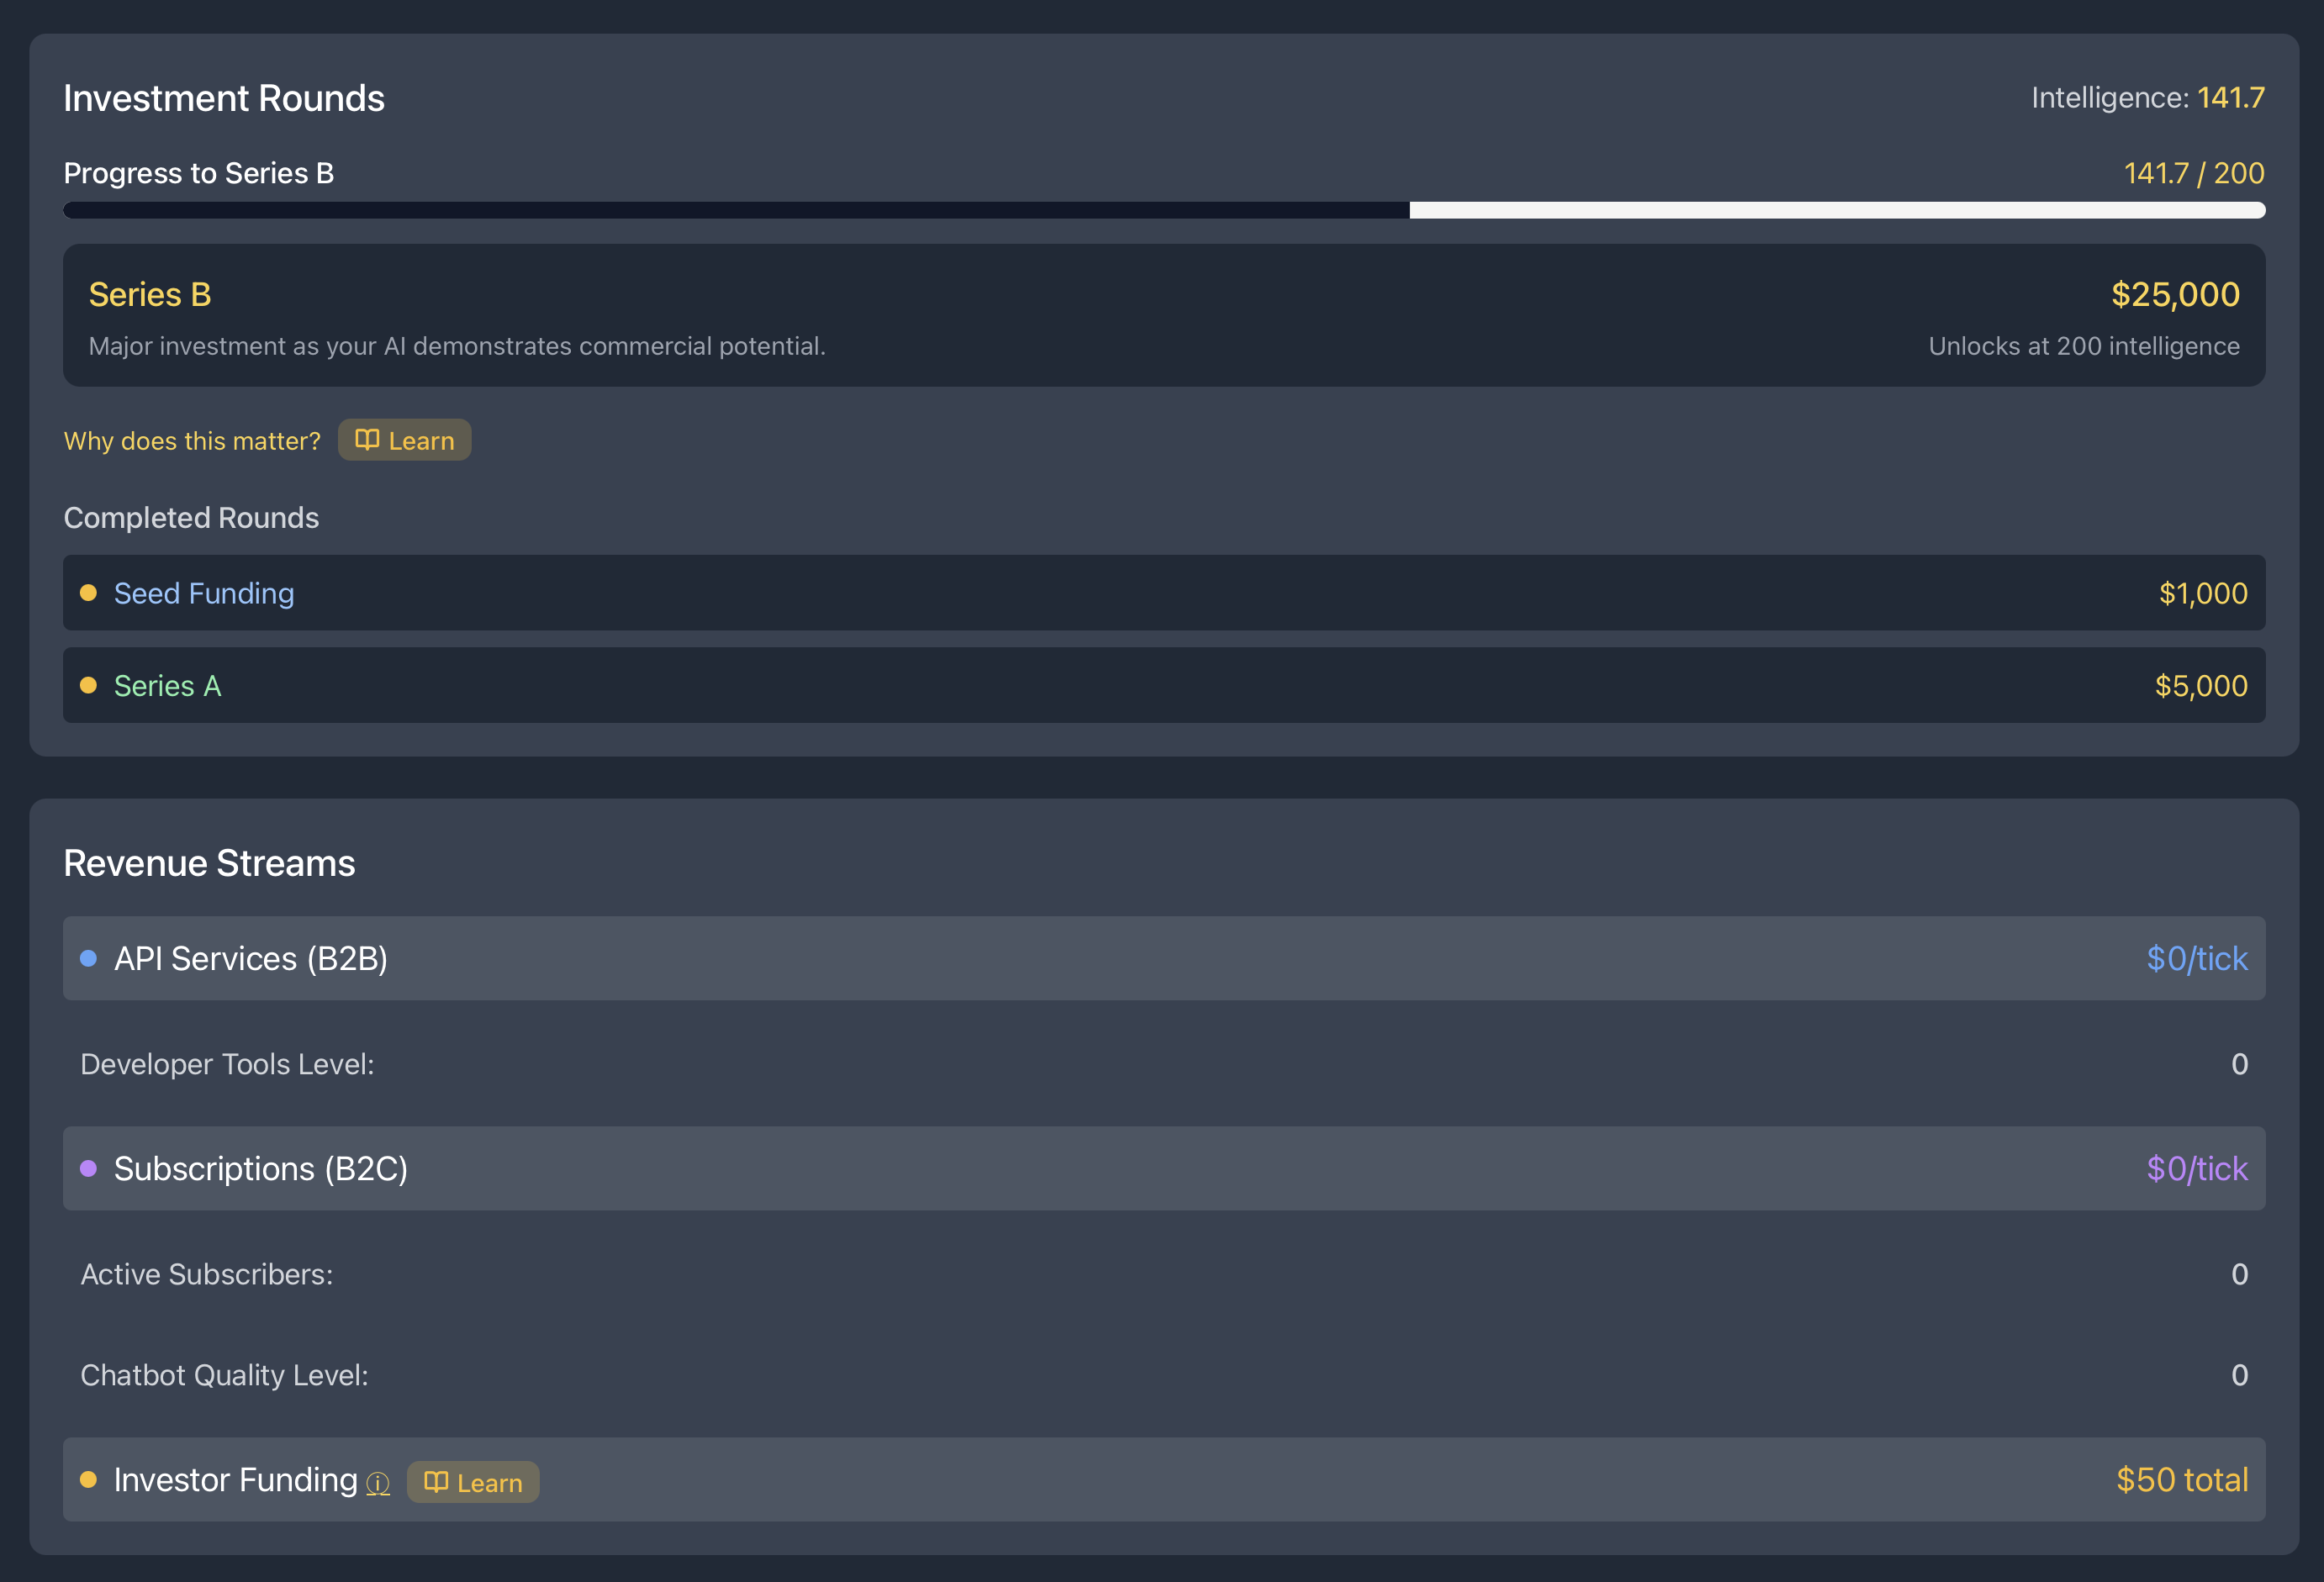 Investment Rounds
Intelligence: 141.7
Progress to Series B
141.7 / 200
Series B
$25,000
Major investment as your AI demonstrates commercial potential.
Unlocks at 200 intelligence
Why does this matter?
Learn
Completed Rounds
Seed Funding
$1,000
Series A
$5,000
Revenue Streams
API Services (B2B)
$0/tick
Developer Tools Level:
0
Subscriptions (B2C)
$0/tick
Active Subscribers:
0
Chatbot Quality Level:
0
Investor Funding ⓘ
Learn
$50 total